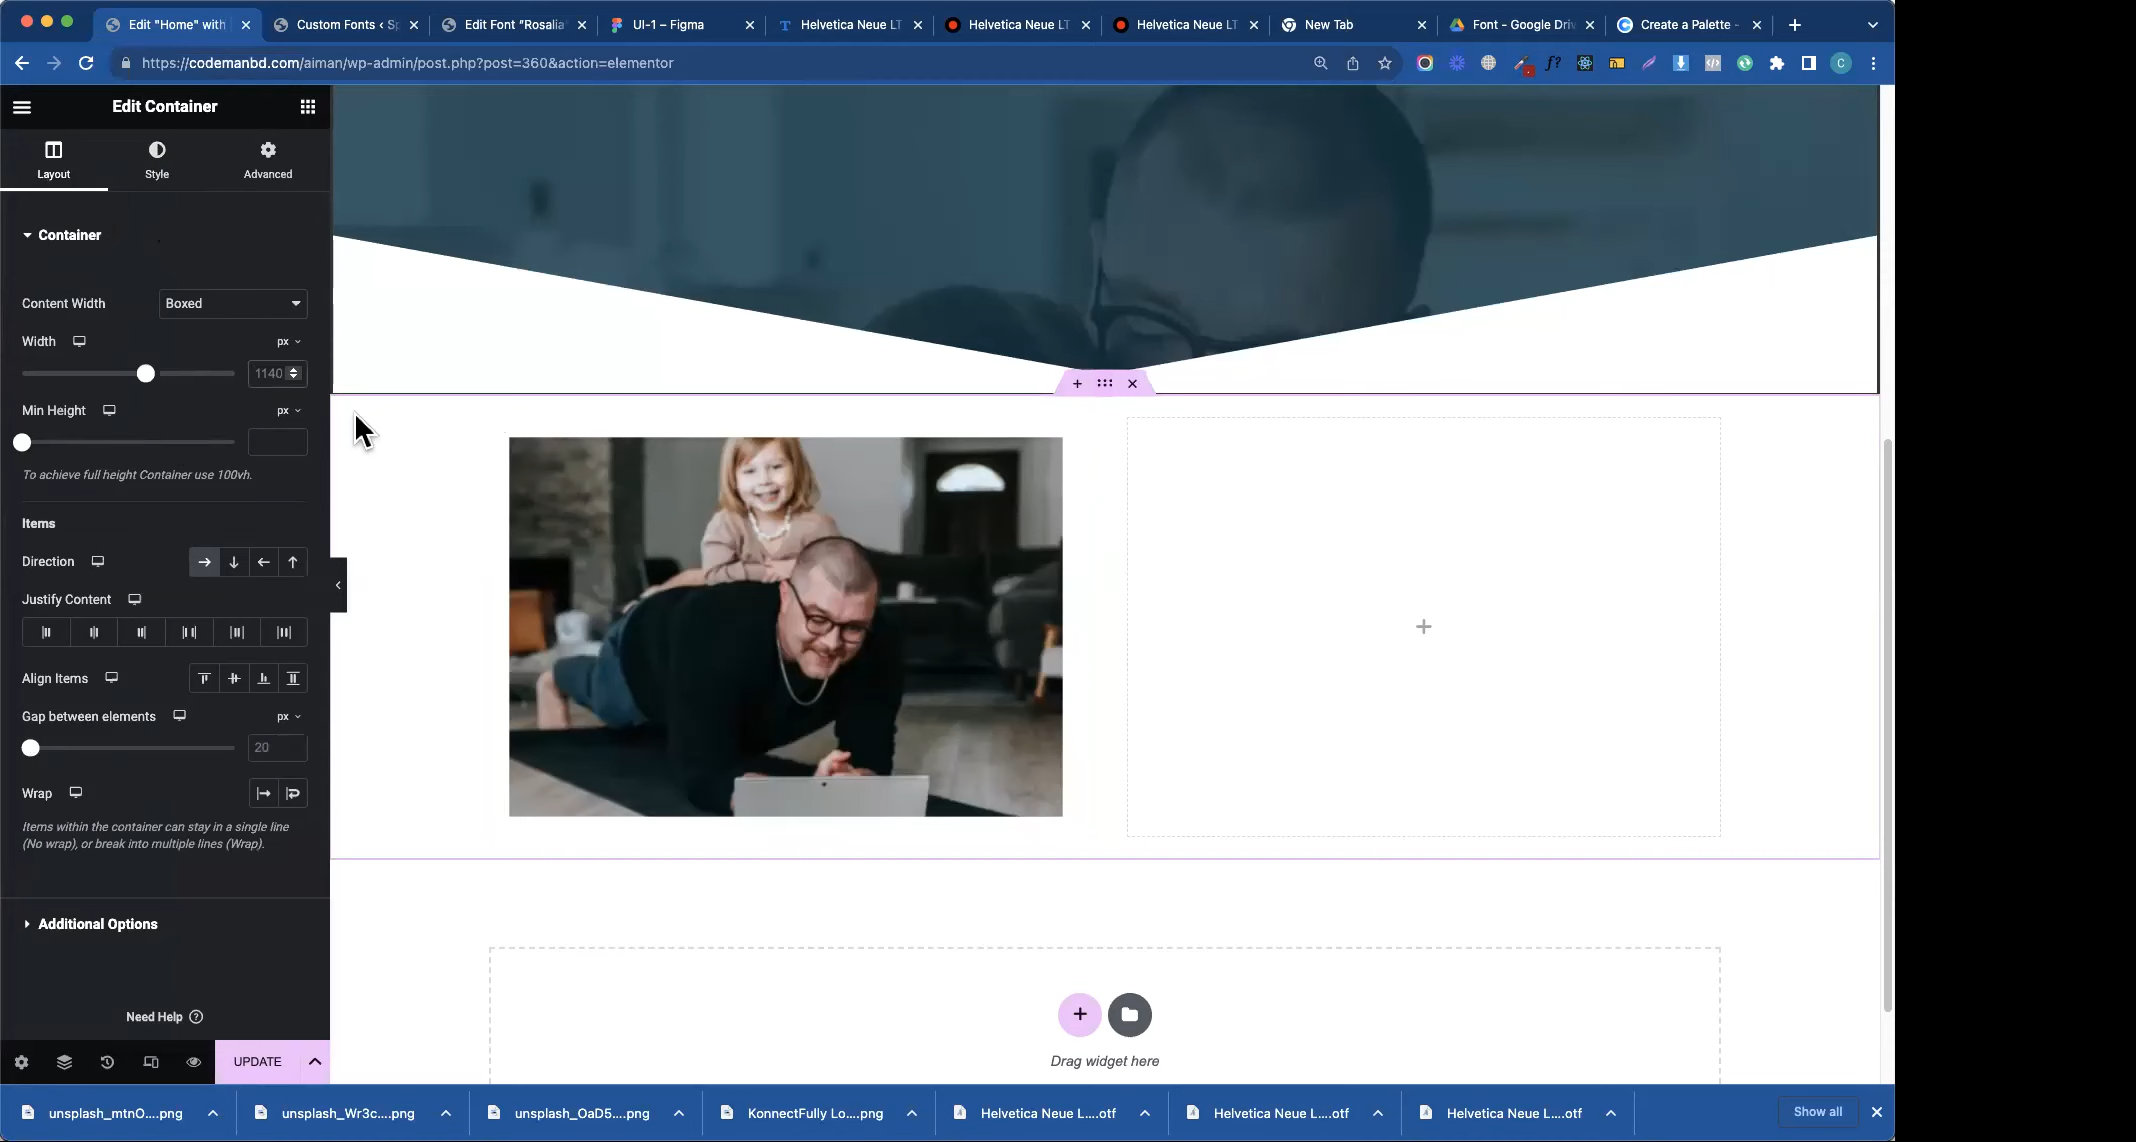 Edit "Home" with
Custom Fonts ‹ Sp
Edit Font "Rosalia
UI-1 – Figma
Helvetica Neue LT
Helvetica Neue LT
Helvetica Neue LT
New Tab
Font - Google Driv
Create a Palette -
https://codemanbd.com/aiman/wp-admin/post.php?post=360&action=elementor
Edit Container
Layout
Style
Advanced
Container
Content Width
Boxed
Width
px
1140
Min Height
px
To achieve full height Container use 100vh.
Items
Direction
Justify Content
Align Items
Gap between elements
px
20
Wrap
Items within the container can stay in a single line
(No wrap), or break into multiple lines (Wrap).
Additional Options
Need Help
UPDATE
Drag widget here
unsplash_mtnO....png
unsplash_Wr3c....png
unsplash_OaD5....png
KonnectFully Lo....png
Helvetica Neue L....otf
Helvetica Neue L....otf
Helvetica Neue L....otf
Show all